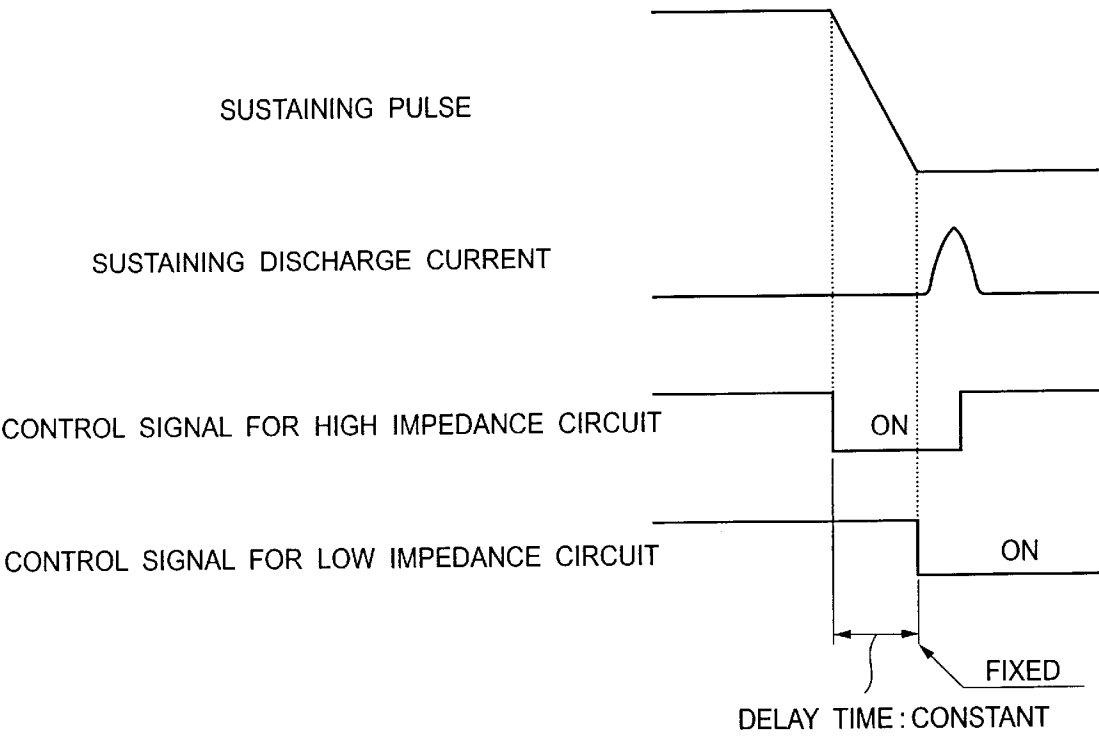 SUSTAINING PULSE
SUSTAINING DISCHARGE CURRENT
CONTROL SIGNAL FOR HIGH IMPEDANCE CIRCUIT
ON
CONTROL SIGNAL FOR LOW IMPEDANCE CIRCUIT
ON
FIXED
DELAY TIME : CONSTANT